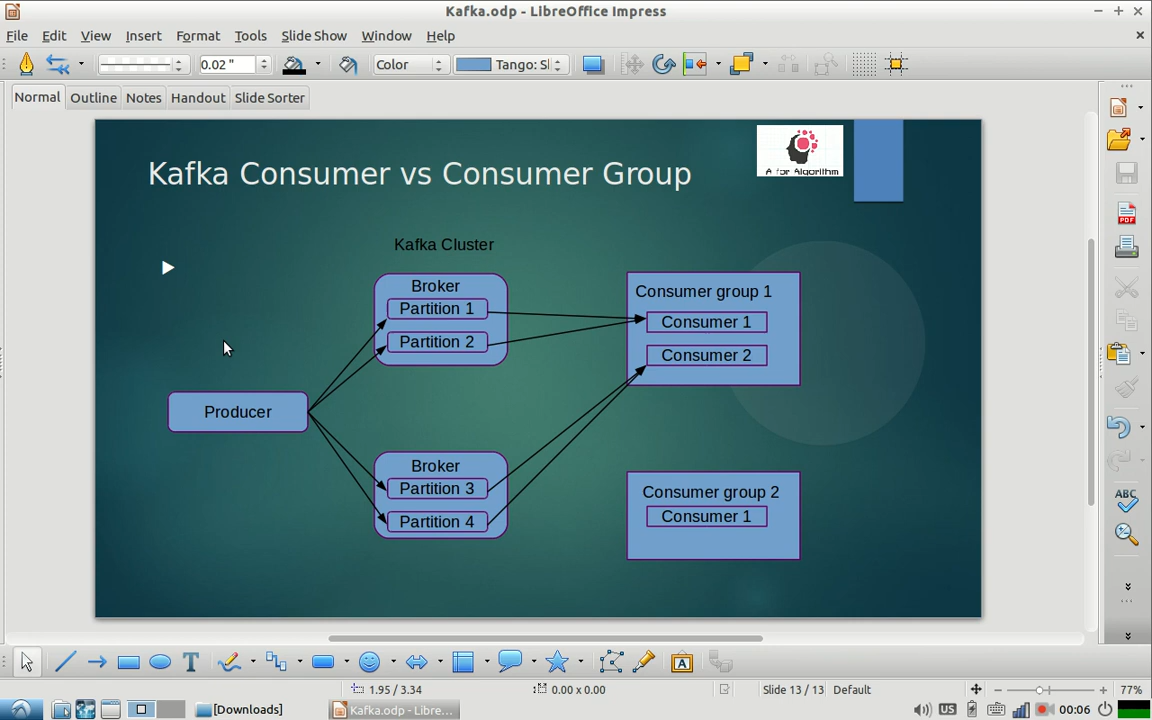 Kafka.odp - LibreOffice Impress
File Edit View Insert Format Tools Slide Show Window Help
0.02 " Color Tango: Sl
Normal Outline Notes Handout Slide Sorter
Kafka Consumer vs Consumer Group
A for Algorithm
Kafka Cluster
Broker
Partition 1
Partition 2
Consumer group 1
Consumer 1
Consumer 2
Producer
Broker
Partition 3
Partition 4
Consumer group 2
Consumer 1
PDF
ABC
T
A
1.95 / 3.34 0.00 x 0.00 Slide 13 / 13 Default 77%
[Downloads] Kafka.odp - Libre... US 00:06